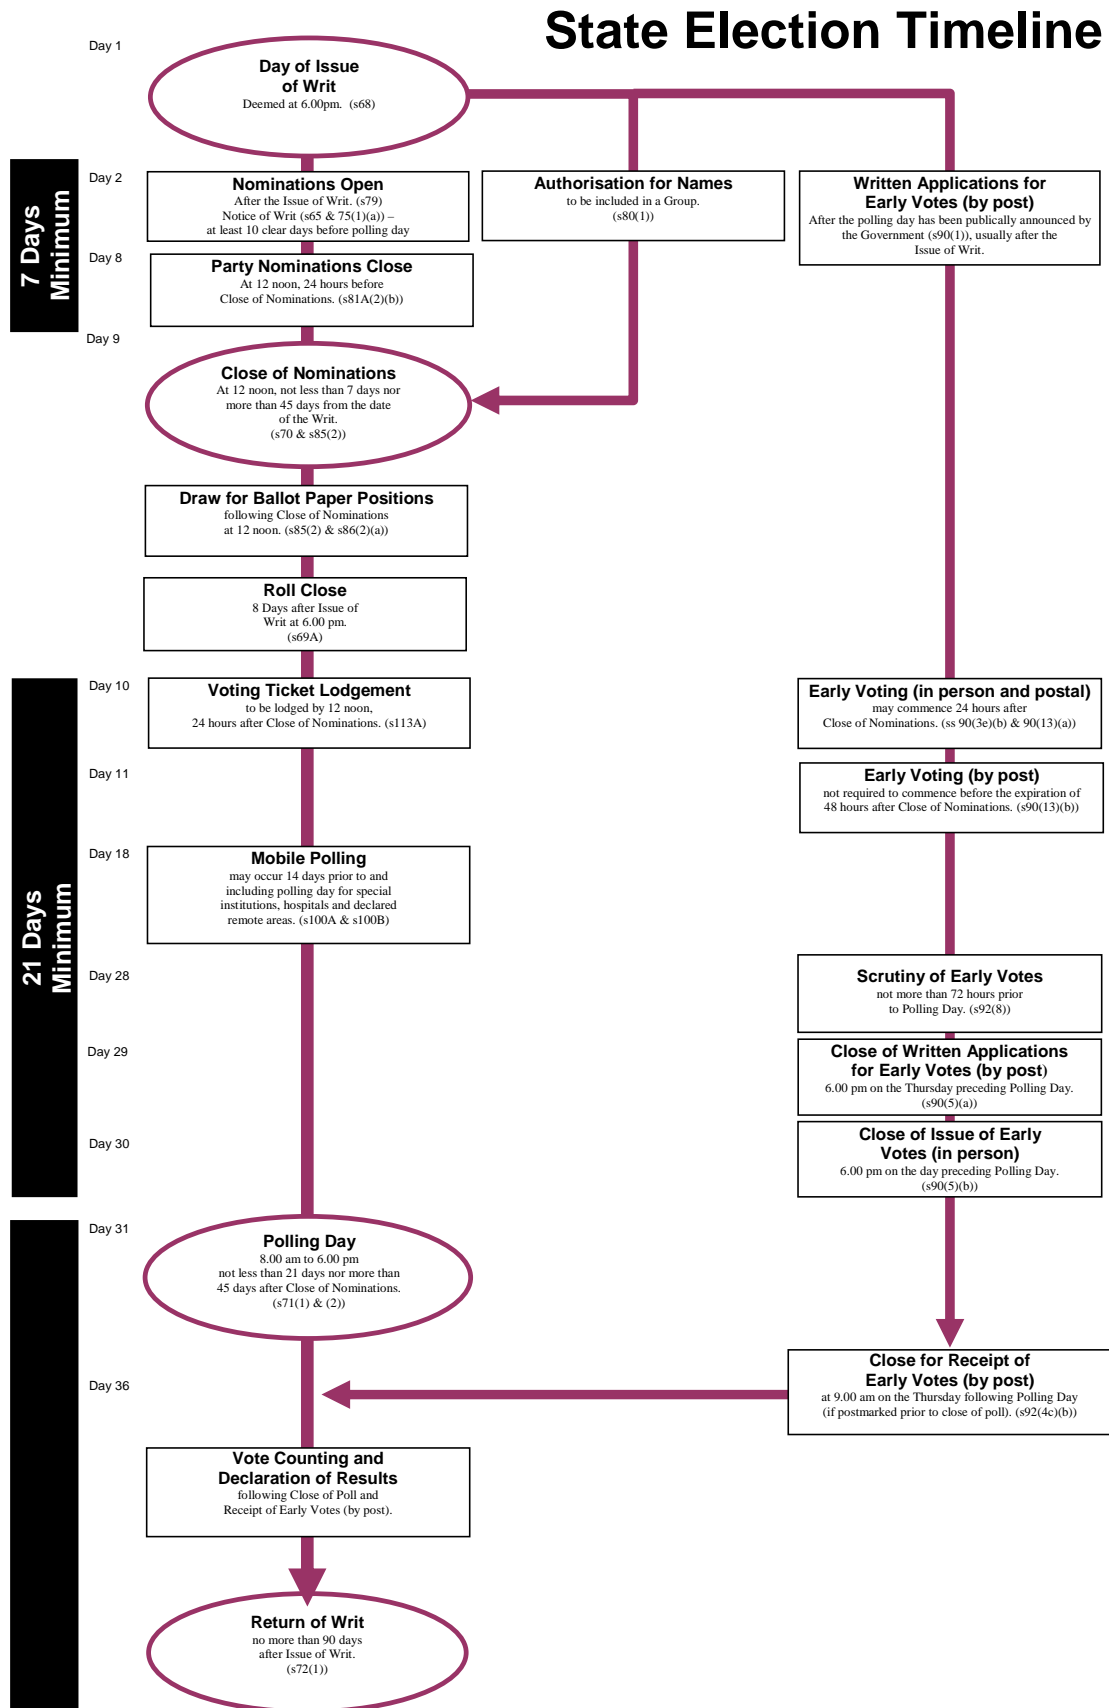 State Election Timeline
Day 1
Day of Issue
of Writ
Deemed at 6.00pm. (s68)
7 Days
Minimum
Day 2
Nominations Open
After the Issue of Writ. (s79)
Notice of Writ (s65 & 75(1)(a)) –
at least 10 clear days before polling day
Authorisation for Names
to be included in a Group.
(s80(1))
Written Applications for
Early Votes (by post)
After the polling day has been publically announced by
the Government (s90(1)), usually after the
Issue of Writ.
Day 8
Party Nominations Close
At 12 noon, 24 hours before
Close of Nominations. (s81A(2)(b))
Day 9
Close of Nominations
At 12 noon, not less than 7 days nor
more than 45 days from the date
of the Writ.
(s70 & s85(2))
Draw for Ballot Paper Positions
following Close of Nominations
at 12 noon. (s85(2) & s86(2)(a))
Roll Close
8 Days after Issue of
Writ at 6.00 pm.
(s69A)
21 Days
Minimum
Day 10
Voting Ticket Lodgement
to be lodged by 12 noon,
24 hours after Close of Nominations. (s113A)
Early Voting (in person and postal)
may commence 24 hours after
Close of Nominations. (ss 90(3e)(b) & 90(13)(a))
Day 11
Early Voting (by post)
not required to commence before the expiration of
48 hours after Close of Nominations. (s90(13)(b))
Day 18
Mobile Polling
may occur 14 days prior to and
including polling day for special
institutions, hospitals and declared
remote areas. (s100A & s100B)
Day 28
Scrutiny of Early Votes
not more than 72 hours prior
to Polling Day. (s92(8))
Day 29
Close of Written Applications
for Early Votes (by post)
6.00 pm on the Thursday preceding Polling Day.
(s90(5)(a))
Day 30
Close of Issue of Early
Votes (in person)
6.00 pm on the day preceding Polling Day.
(s90(5)(b))
Day 31
Polling Day
8.00 am to 6.00 pm
not less than 21 days nor more than
45 days after Close of Nominations.
(s71(1) & (2))
Day 36
Close for Receipt of
Early Votes (by post)
at 9.00 am on the Thursday following Polling Day
(if postmarked prior to close of poll). (s92(4c)(b))
Vote Counting and
Declaration of Results
following Close of Poll and
Receipt of Early Votes (by post).
Return of Writ
no more than 90 days
after Issue of Writ.
(s72(1))